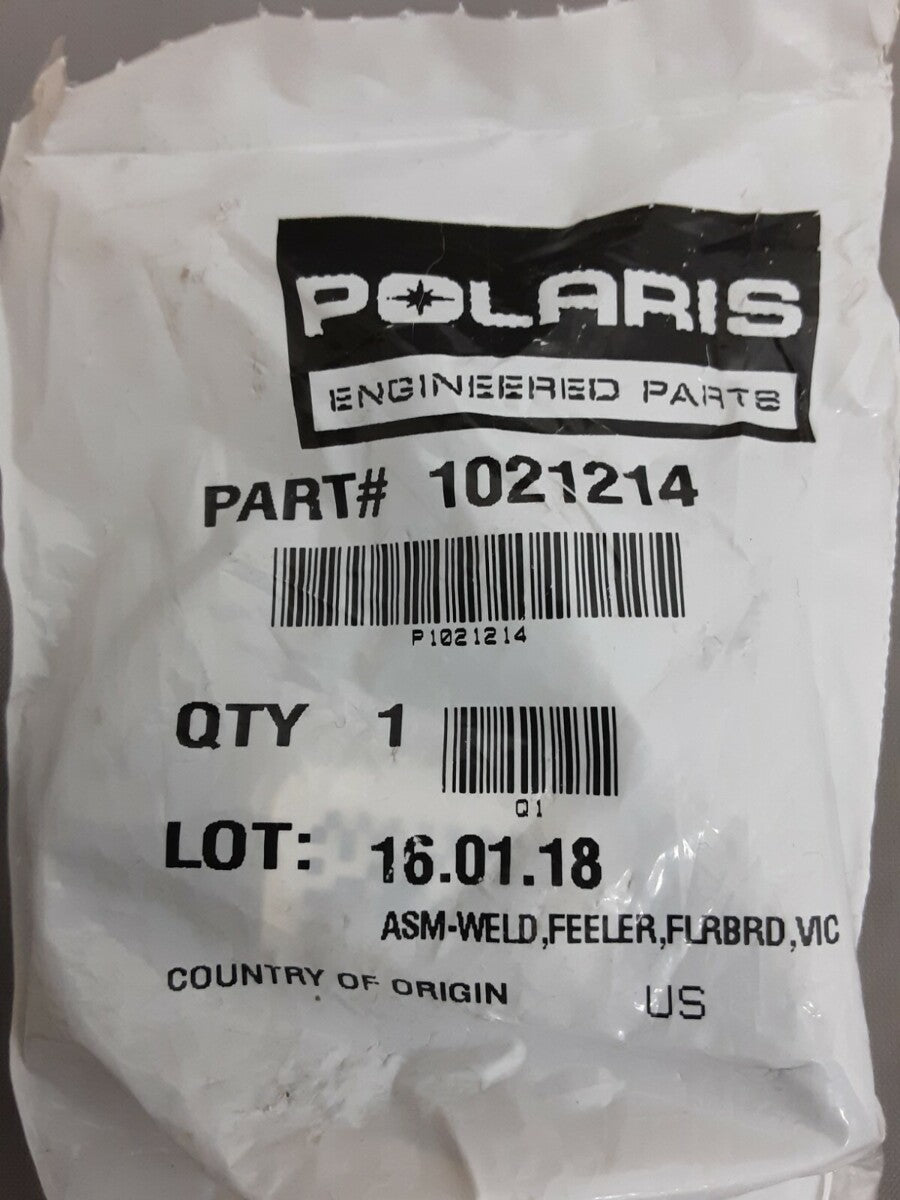 POLARIS
ENGINEERED PARTS
PART# 1021214
P1021214
QTY 1
Q1
LOT: 16.01.18
ASM-WELD,FEELER,FLRBRD,VIC
COUNTRY OF ORIGIN US